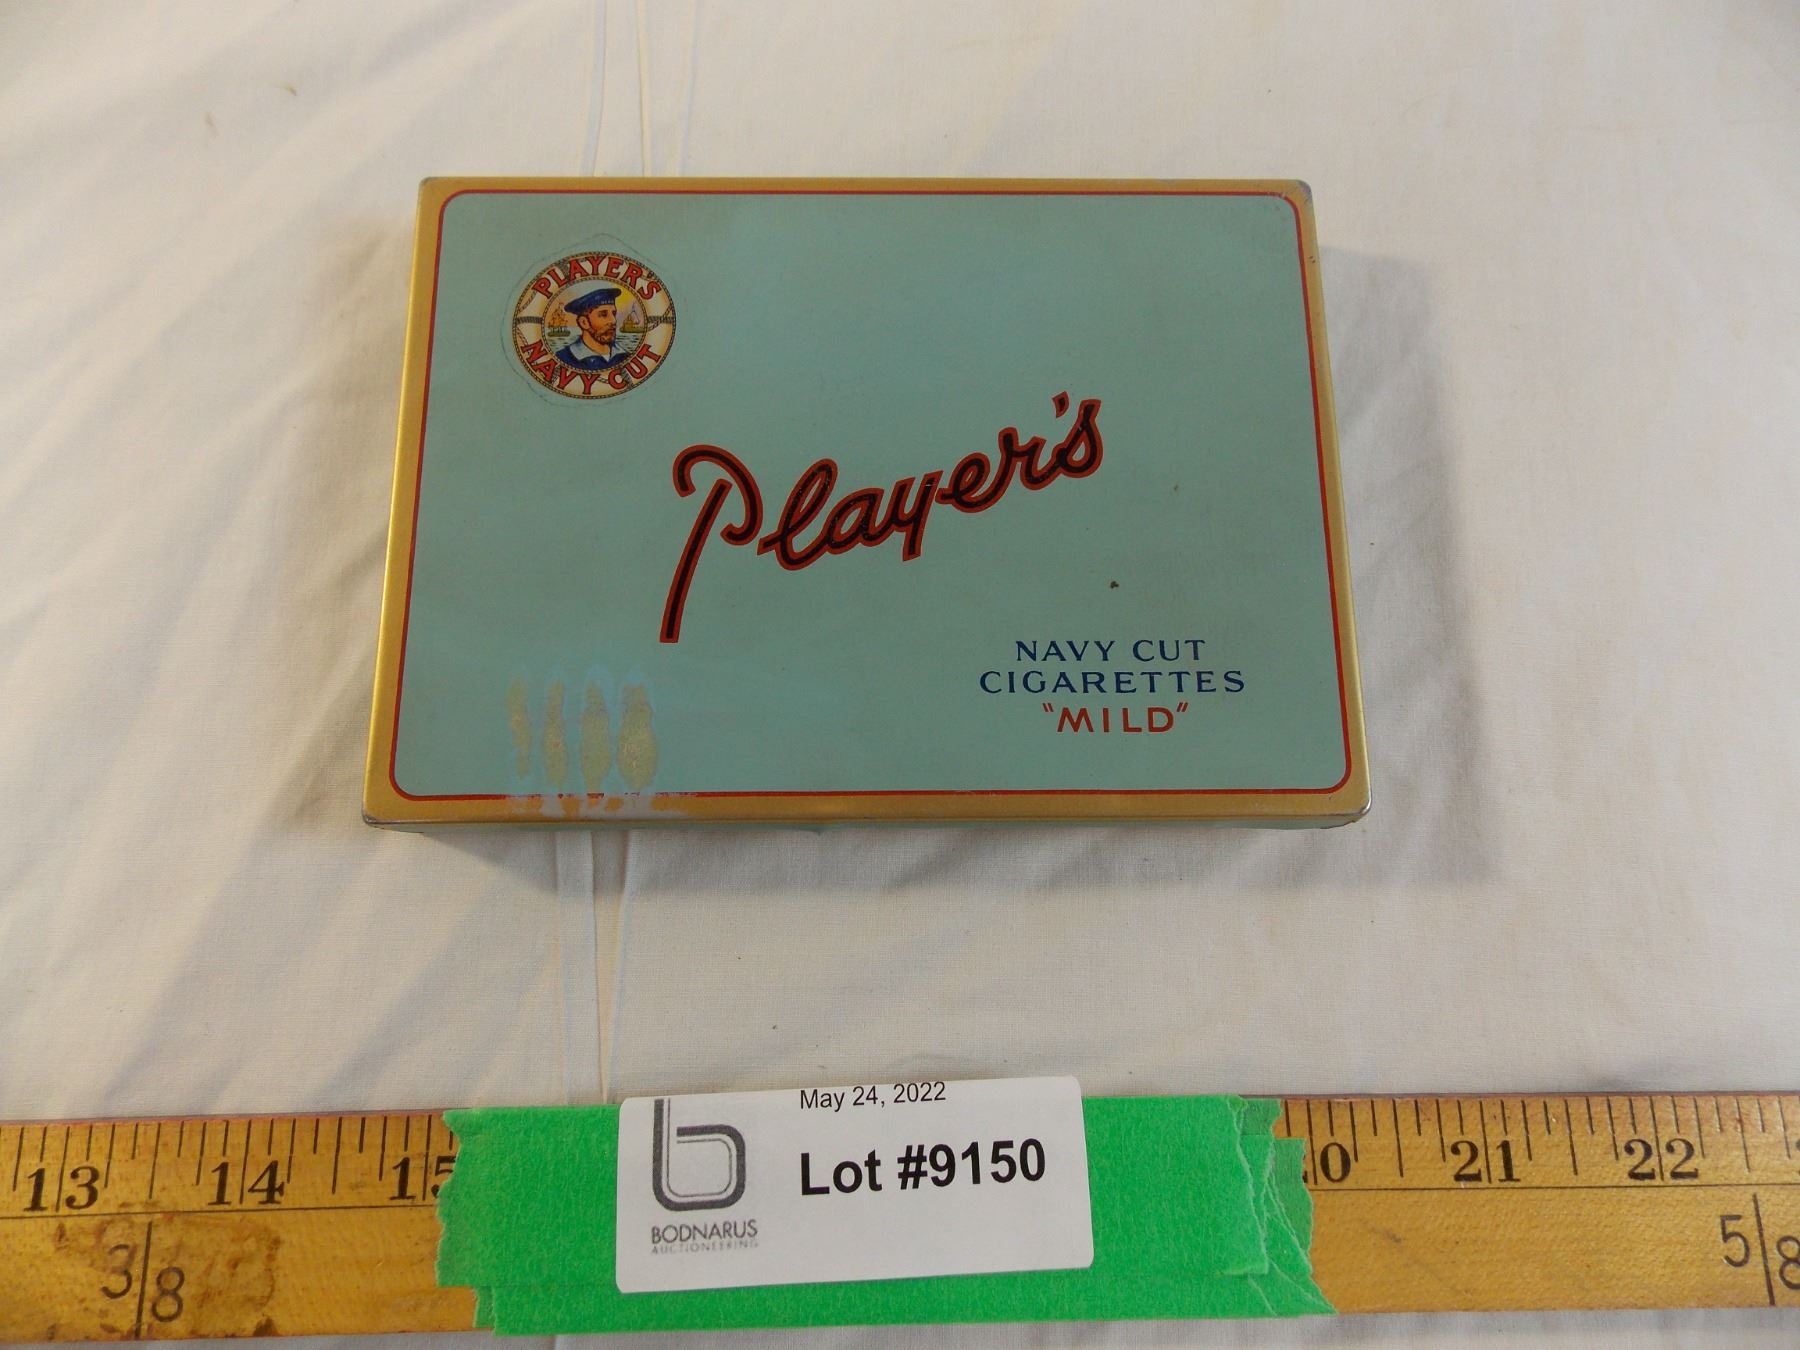 PLAYER'S
NAVY CUT
Player's
NAVY CUT
CIGARETTES
"MILD"
May 24, 2022
Lot #9150
BODNARUS
AUCTIONEERING
13 14 15 20 21 22
3/8 5/8